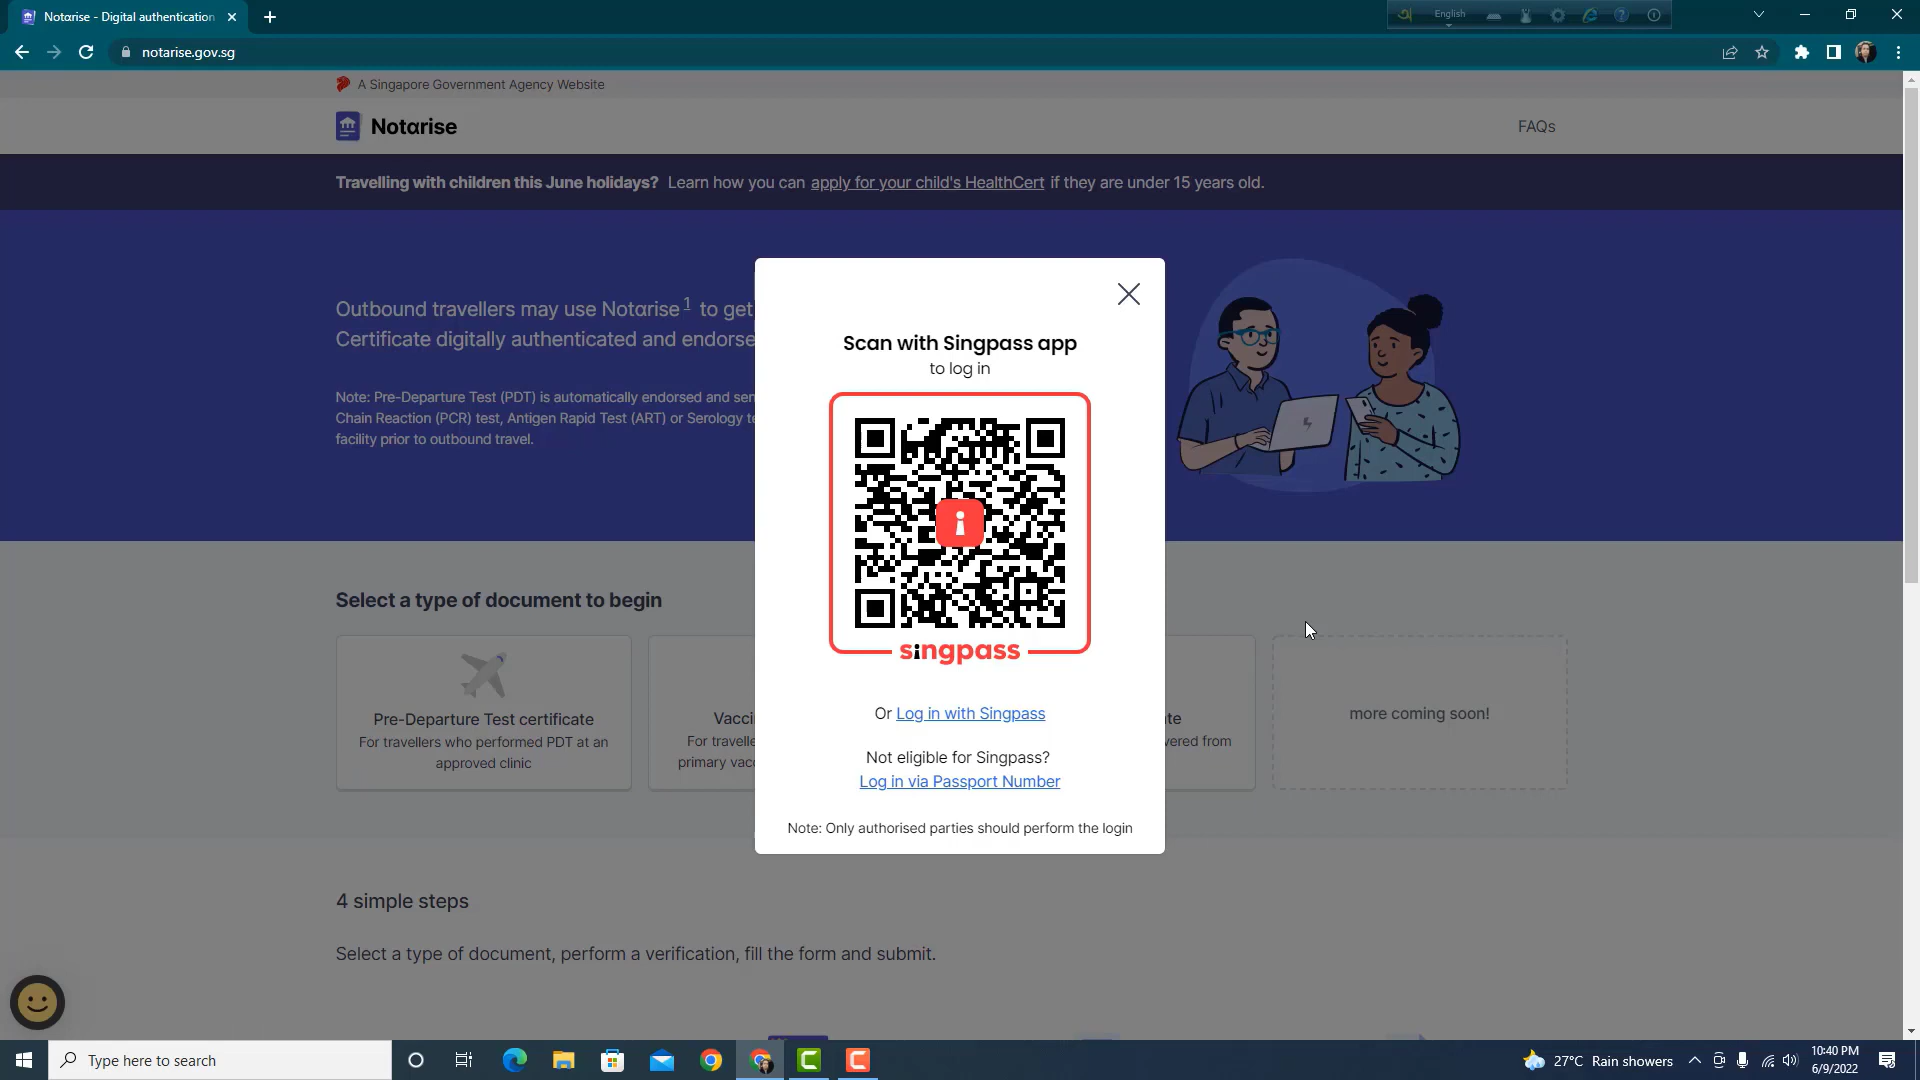 Notαrise - Digital authentication
English
notarise.gov.sg
A Singapore Government Agency Website
Notαrise
FAQs
Travelling with children this June holidays? Learn how you can apply for your child's HealthCert if they are under 15 years old.
Outbound travellers may use Notαrise 1 to get
Certificate digitally authenticated and endorse
Note: Pre-Departure Test (PDT) is automatically endorsed and sen
Chain Reaction (PCR) test, Antigen Rapid Test (ART) or Serology te
facility prior to outbound travel.
Scan with Singpass app
to log in
singpass
Or Log in with Singpass
Not eligible for Singpass?
Log in via Passport Number
Note: Only authorised parties should perform the login
Select a type of document to begin
Pre-Departure Test certificate
For travellers who performed PDT at an
approved clinic
Vacci
For travelle
primary vacc
te
vered from
more coming soon!
4 simple steps
Select a type of document, perform a verification, fill the form and submit.
Type here to search
27°C Rain showers
10:40 PM
6/9/2022